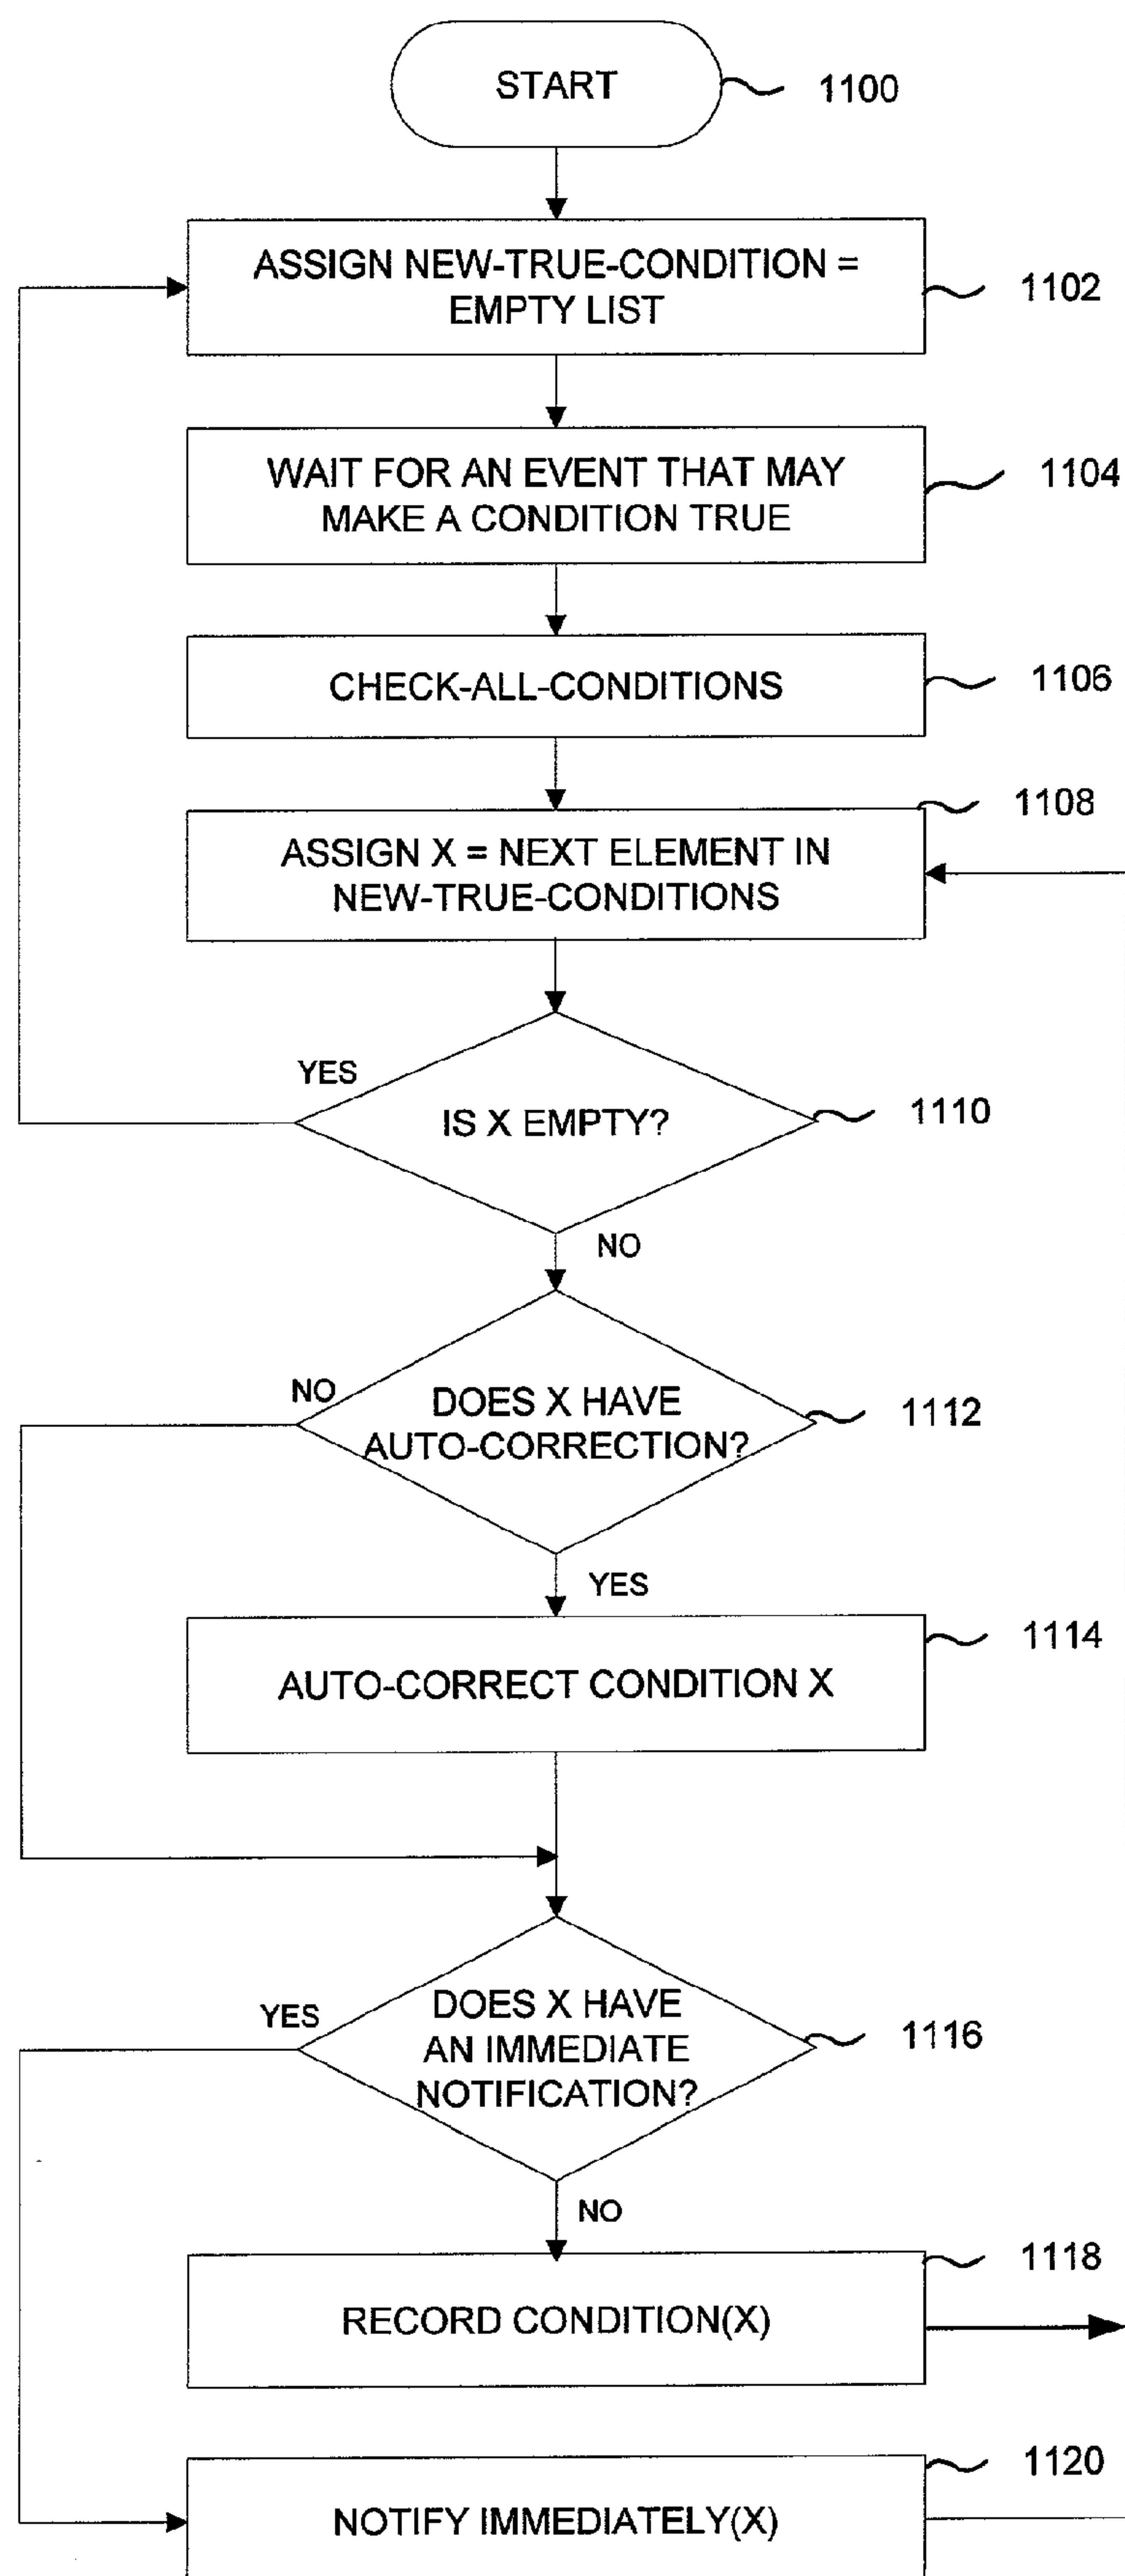 START
1100
ASSIGN NEW-TRUE-CONDITION =
EMPTY LIST
1102
WAIT FOR AN EVENT THAT MAY
MAKE A CONDITION TRUE
1104
CHECK-ALL-CONDITIONS
1106
1108
ASSIGN X = NEXT ELEMENT IN
NEW-TRUE-CONDITIONS
YES
IS X EMPTY?
1110
NO
NO
DOES X HAVE
AUTO-CORRECTION?
1112
YES
AUTO-CORRECT CONDITION X
1114
YES
DOES X HAVE
AN IMMEDIATE
NOTIFICATION?
1116
NO
RECORD CONDITION(X)
1118
NOTIFY IMMEDIATELY(X)
1120